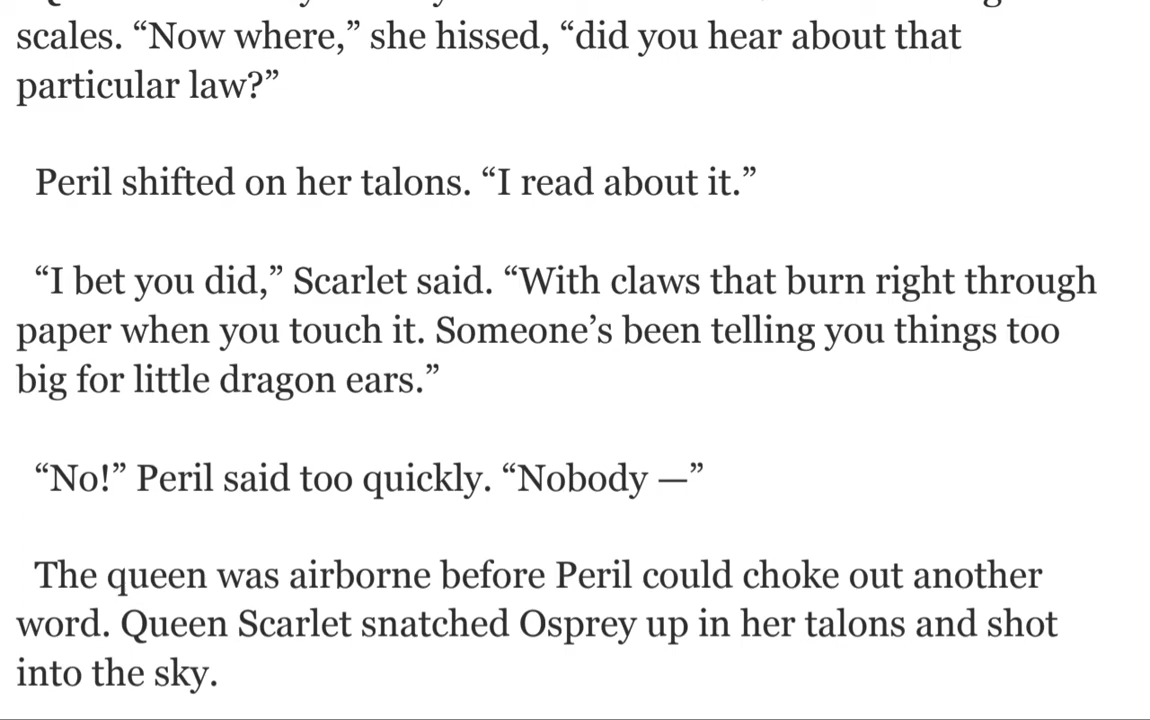 scales. “Now where,” she hissed, “did you hear about that
particular law?”
Peril shifted on her talons. “I read about it.”
“I bet you did,” Scarlet said. “With claws that burn right through
paper when you touch it. Someone’s been telling you things too
big for little dragon ears.”
“No!” Peril said too quickly. “Nobody —”
The queen was airborne before Peril could choke out another
word. Queen Scarlet snatched Osprey up in her talons and shot
into the sky.